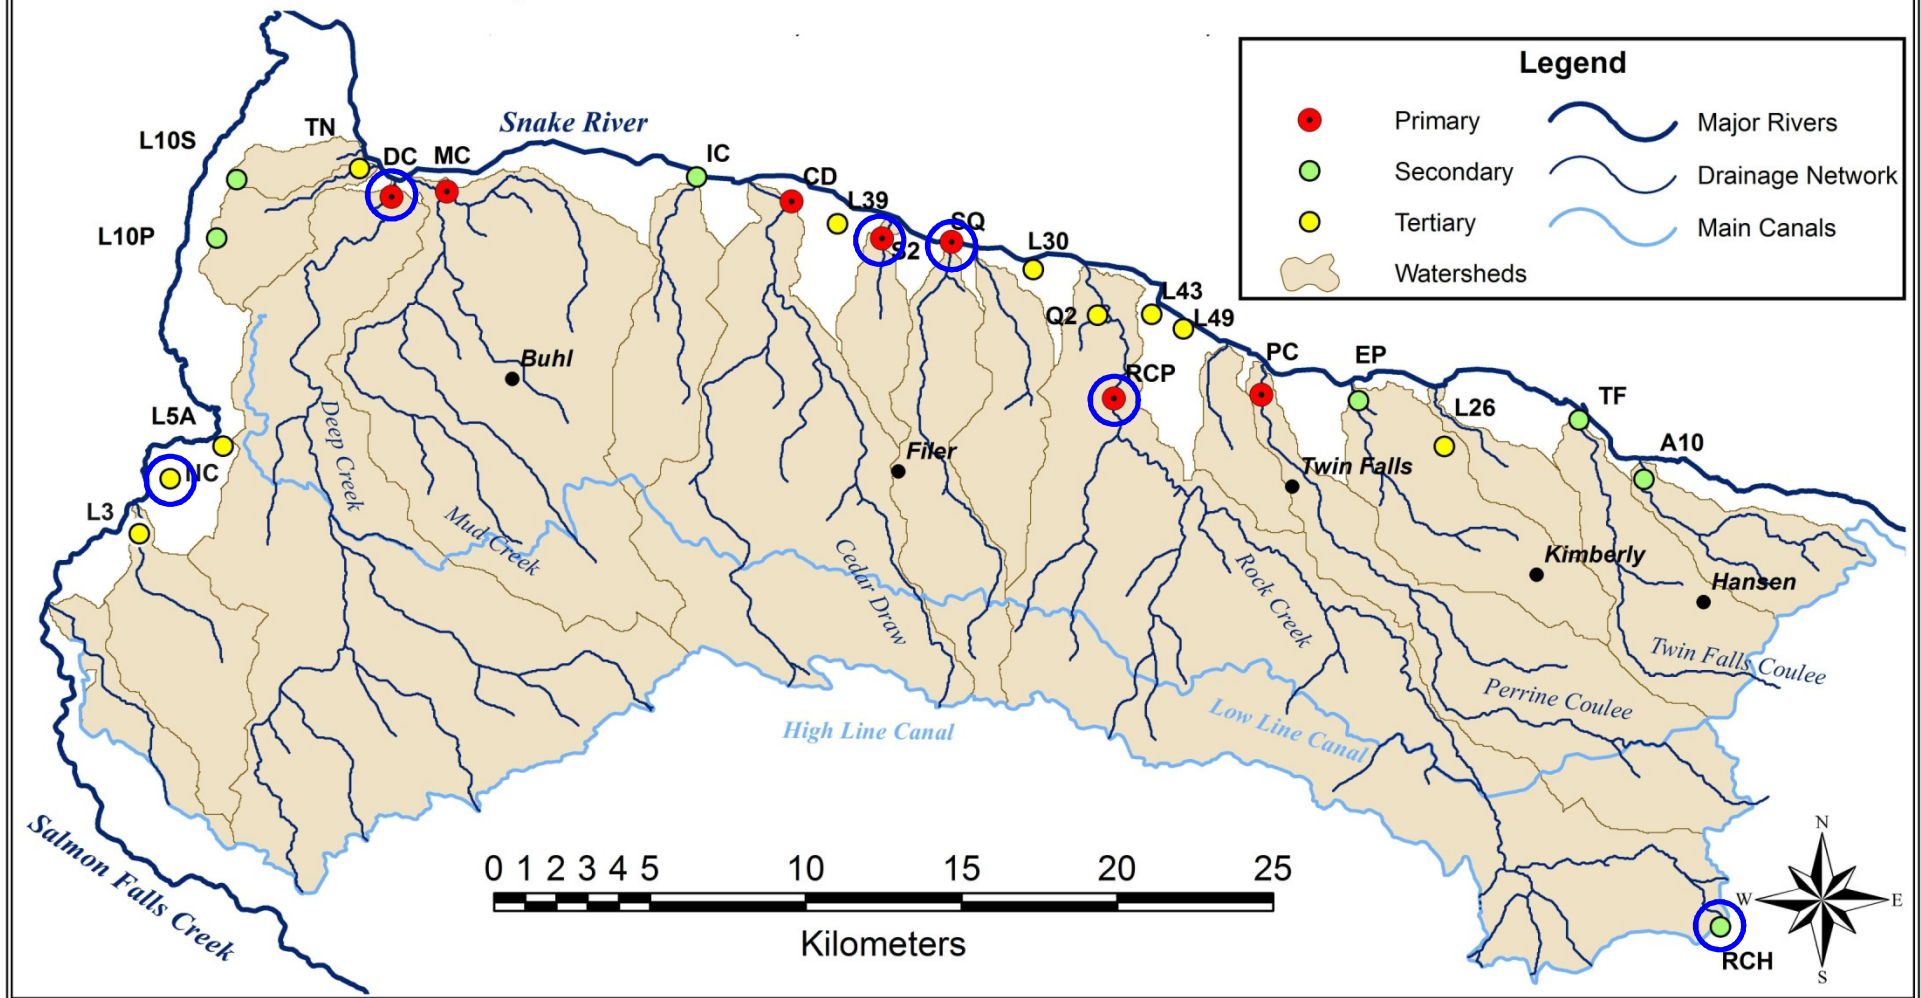 Legend
Primary
Secondary
Tertiary
Watersheds
Major Rivers
Drainage Network
Main Canals
Snake River
TN
L10S
DC
MC
IC
CD
L39
S2
SQ
L30
L10P
Q2
L43
L49
RCP
PC
EP
L26
TF
A10
L5A
NC
L3
Buhl
Filer
Twin Falls
Kimberly
Hansen
Deep Creek
Mud Creek
Cedar Draw
Rock Creek
Twin Falls Coulee
Perrine Coulee
High Line Canal
Low Line Canal
Salmon Falls Creek
0 1 2 3 4 5 10 15 20 25
Kilometers
N
W
E
S
RCH